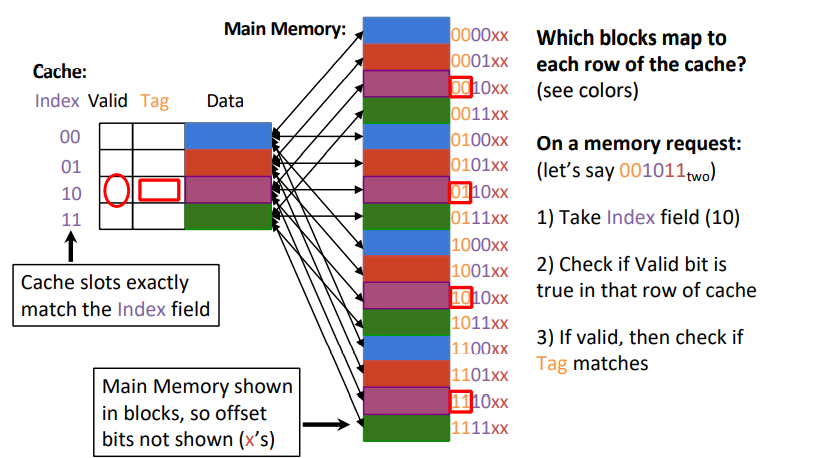 Main Memory:
0000xx
0001xx
0010xx
0011xx
0100xx
0101xx
0110xx
0111xx
1000xx
1001xx
1010xx
1011xx
1100xx
1101xx
1110xx
1111xx
Cache:
Index Valid Tag Data
00
01
10
11
Cache slots exactly
match the Index field
Main Memory shown
in blocks, so offset
bits not shown (x's)
Which blocks map to
each row of the cache?
(see colors)
On a memory request:
(let's say 001011two)
1) Take Index field (10)
2) Check if Valid bit is
true in that row of cache
3) If valid, then check if
Tag matches